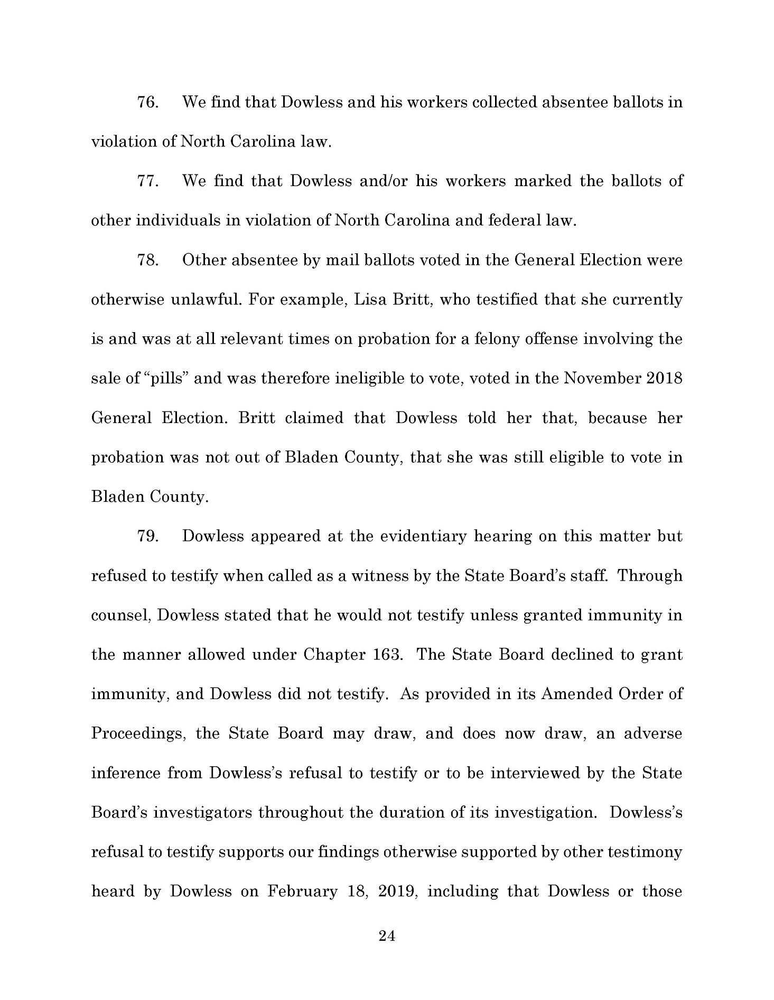 76. We find that Dowless and his workers collected absentee ballots in
violation of North Carolina law.
77. We find that Dowless and/or his workers marked the ballots of
other individuals in violation of North Carolina and federal law.
78. Other absentee by mail ballots voted in the General Election were
otherwise unlawful. For example, Lisa Britt, who testified that she currently
is and was at all relevant times on probation for a felony offense involving the
sale of “pills” and was therefore ineligible to vote, voted in the November 2018
General Election. Britt claimed that Dowless told her that, because her
probation was not out of Bladen County, that she was still eligible to vote in
Bladen County.
79. Dowless appeared at the evidentiary hearing on this matter but
refused to testify when called as a witness by the State Board’s staff. Through
counsel, Dowless stated that he would not testify unless granted immunity in
the manner allowed under Chapter 163. The State Board declined to grant
immunity, and Dowless did not testify. As provided in its Amended Order of
Proceedings, the State Board may draw, and does now draw, an adverse
inference from Dowless’s refusal to testify or to be interviewed by the State
Board’s investigators throughout the duration of its investigation. Dowless’s
refusal to testify supports our findings otherwise supported by other testimony
heard by Dowless on February 18, 2019, including that Dowless or those
24